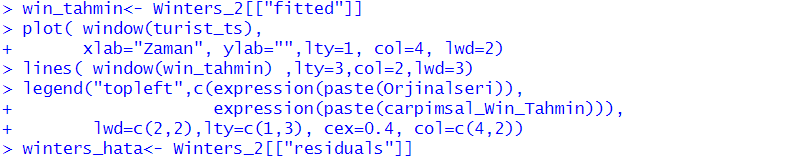 > win_tahmin<- Winters_2[["fitted"]]
> plot( window(turist_ts),
+       xlab="Zaman", ylab="",lty=1, col=4, lwd=2)
> lines( window(win_tahmin) ,lty=3,col=2,lwd=3)
> legend("topleft",c(expression(paste(Orjinalseri)),
+                    expression(paste(carpimsal_Win_Tahmin))),
+        lwd=c(2,2),lty=c(1,3), cex=0.4, col=c(4,2))
> winters_hata<- Winters_2[["residuals"]]